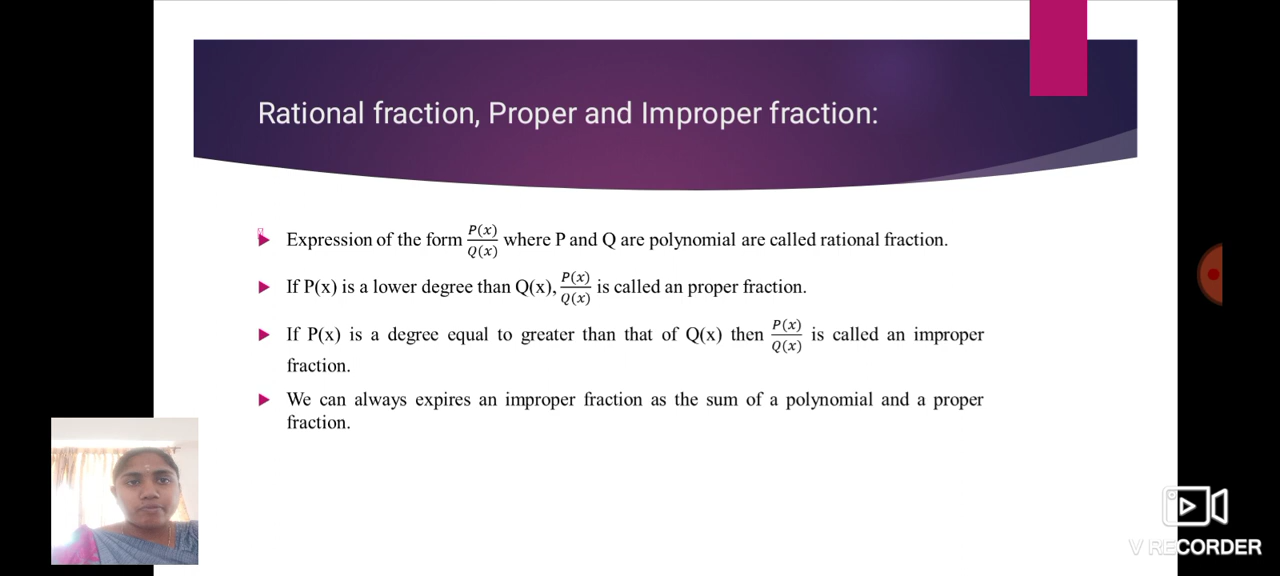 Rational fraction, Proper and Improper fraction:
Expression of the form P(x)/Q(x) where P and Q are polynomial are called rational fraction.
If P(x) is a lower degree than Q(x), P(x)/Q(x) is called an proper fraction.
If P(x) is a degree equal to greater than that of Q(x) then P(x)/Q(x) is called an improper
fraction.
We can always expires an improper fraction as the sum of a polynomial and a proper
fraction.
V RECORDER